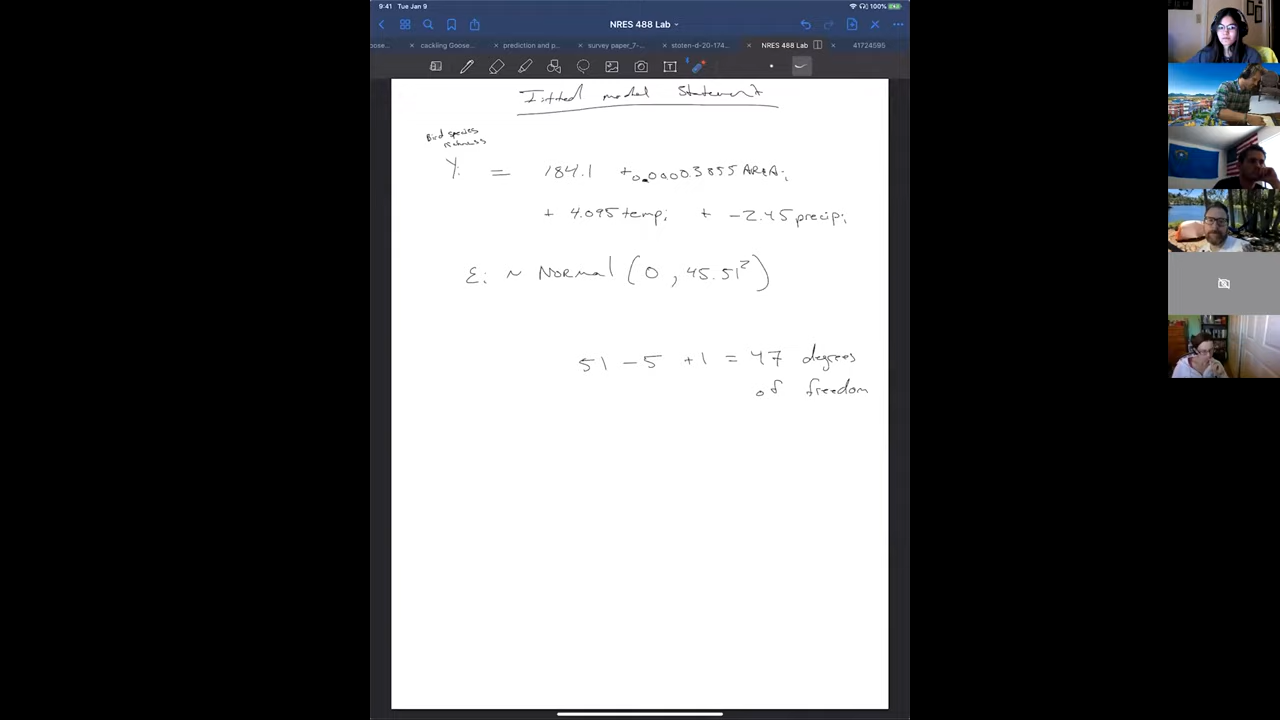 9:41 Tue Jan 9
100%
NRES 488 Lab
cackling Goose...
prediction and p...
survey paper_7-...
stoten-d-20-174...
NRES 488 Lab
41724595
model Statement
Bird species
richness
Yi = 184.1 + 0.00003855 AREAi
+ 4.095 tempi + -2.45 precipi
εi ~ Normal (0, 45.51²)
51 - 5 + 1 = 47 degrees
of freedom